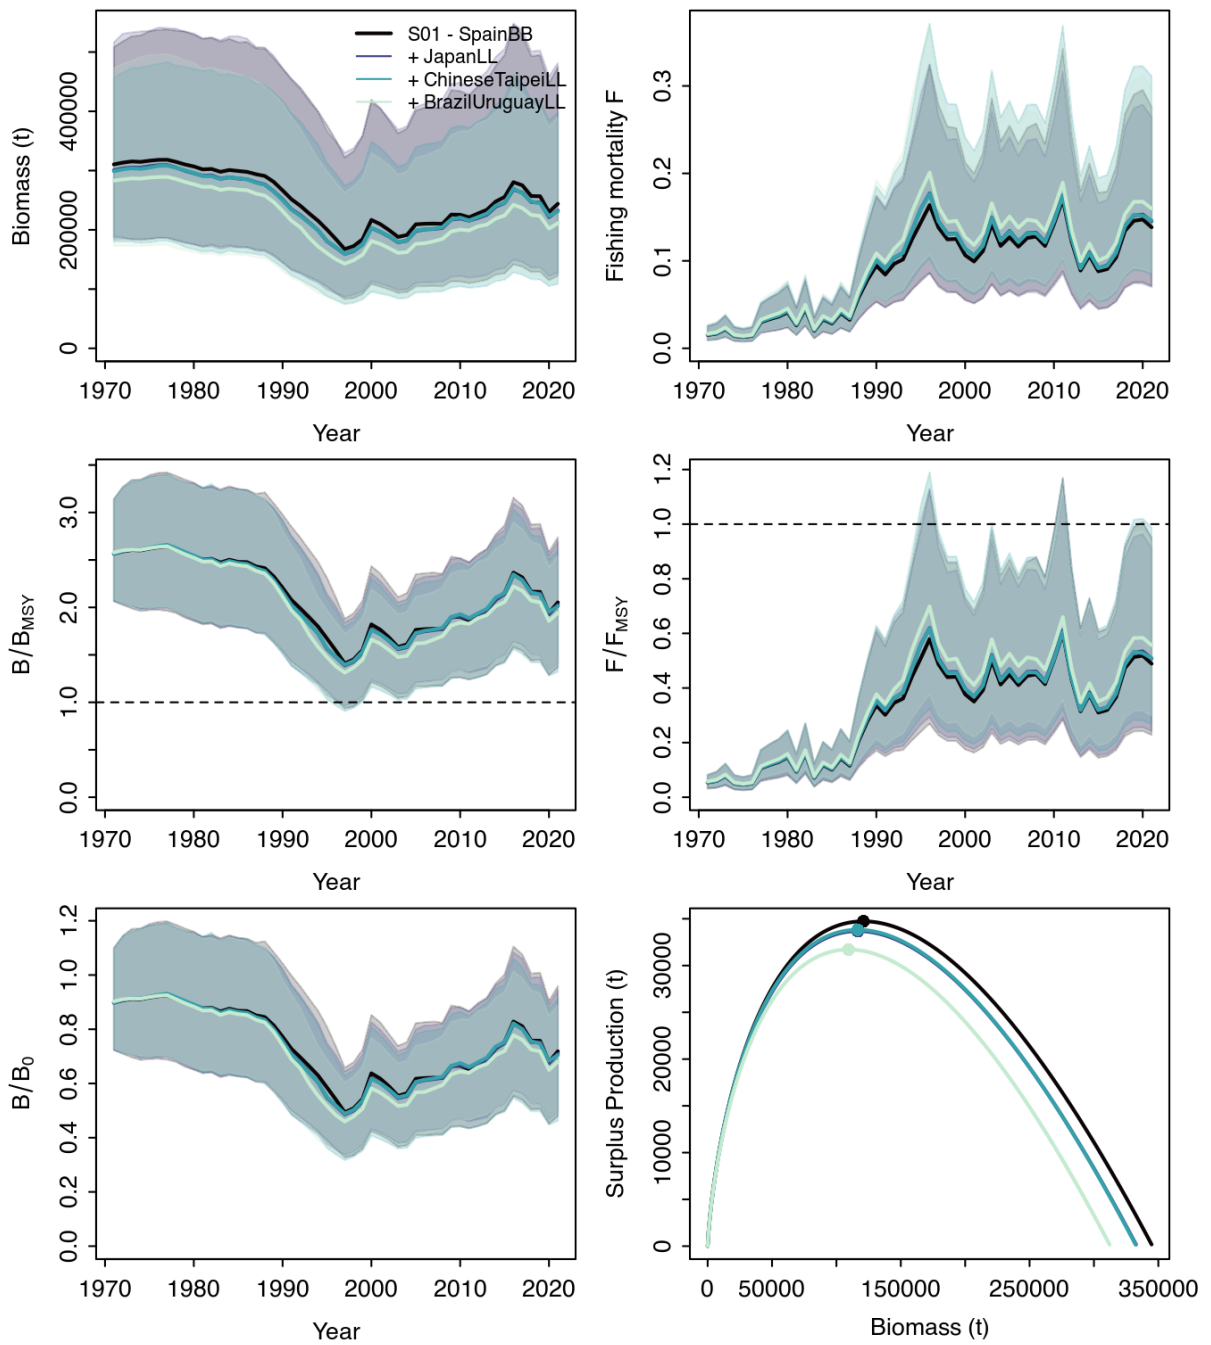 S01 - SpainBB
+ JapanLL
+ ChineseTaipeiLL
+ BrazilUruguayLL
Biomass (t)
0
200000
400000
1970 1980 1990 2000 2010 2020
Year
Fishing mortality F
0.0 0.1 0.2 0.3
1970 1980 1990 2000 2010 2020
Year
B/BMSY
0.0 1.0 2.0 3.0
1970 1980 1990 2000 2010 2020
Year
F/FMSY
0.0 0.2 0.4 0.6 0.8 1.0 1.2
1970 1980 1990 2000 2010 2020
Year
B/B0
0.0 0.2 0.4 0.6 0.8 1.0 1.2
1970 1980 1990 2000 2010 2020
Year
Surplus Production (t)
0 10000 20000 30000
0 50000 150000 250000 350000
Biomass (t)